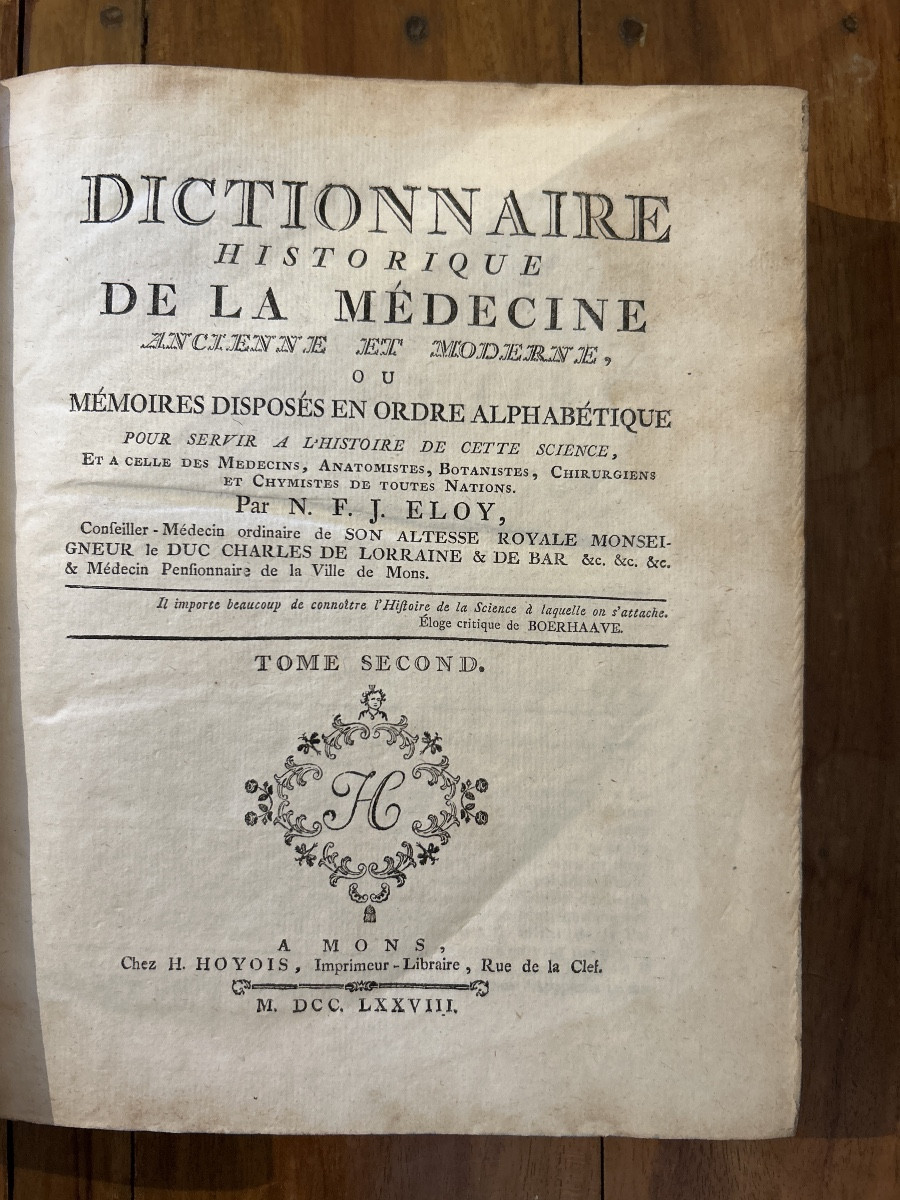 DICTIONNAIRE
HISTORIQUE
DE LA MÉDECINE
ANCIENNE ET MODERNE,
OU
MÉMOIRES DISPOSÉS EN ORDRE ALPHABÉTIQUE
POUR SERVIR A L'HISTOIRE DE CETTE SCIENCE,
ET A CELLE DES MEDECINS, ANATOMISTES, BOTANISTES, CHIRURGIENS
ET CHYMISTES DE TOUTES NATIONS.
Par N. F. J. ELOY,
Conſeiller-Médecin ordinaire de SON ALTESSE ROYALE MONSEI-
GNEUR le DUC CHARLES DE LORRAINE & DE BAR &c. &c. &c.
& Médecin Penſionnaire de la Ville de Mons.
Il importe beaucoup de connoître l'Hiſtoire de la Science à laquelle on s'attache.
Éloge critique de BOERHAAVE.
TOME SECOND.
H
A MONS,
Chez H. HOYOIS, Imprimeur-Libraire, Rue de la Clef.
M. DCC. LXXVIII.